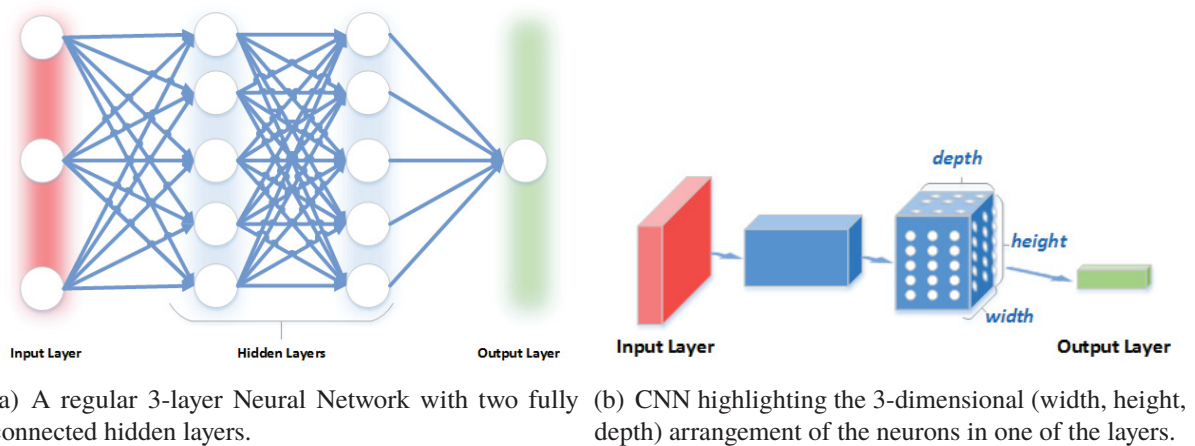 depth
height
width
Input Layer
Hidden Layers
Output Layer
Input Layer
Output Layer
a) A regular 3-layer Neural Network with two fully
connected hidden layers.
(b) CNN highlighting the 3-dimensional (width, height,
depth) arrangement of the neurons in one of the layers.